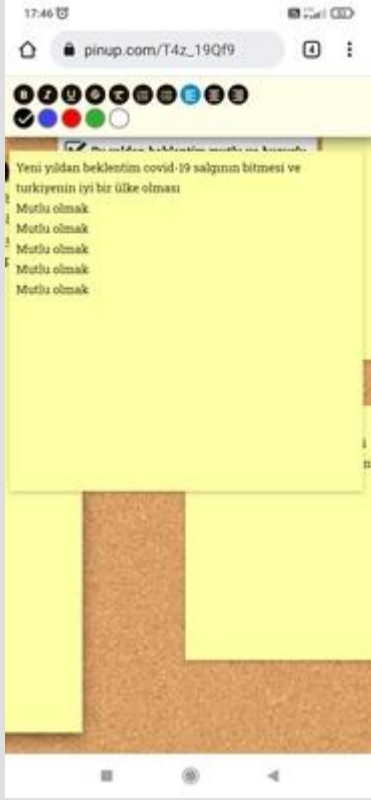 17:46
pinup.com/T4z_19Qf9
4
Yeni yıldan beklentim covid-19 salgının bitmesi ve
turkiyenin iyi bir ülke olması
Mutlu olmak
Mutlu olmak
Mutlu olmak
Mutlu olmak
Mutlu olmak